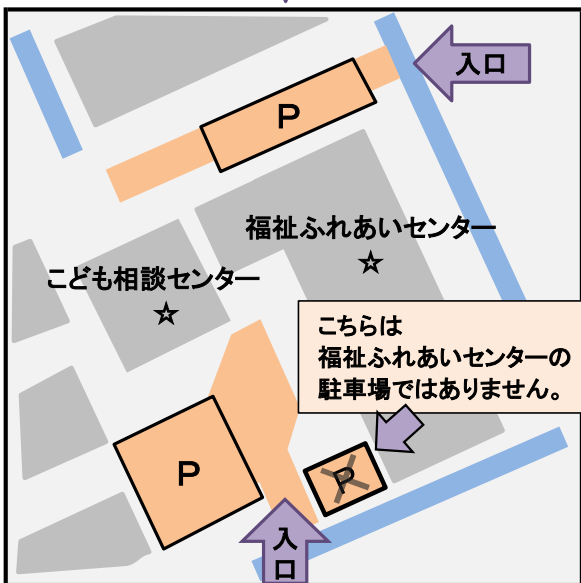 入口
P
福祉ふれあいセンター
☆
こども相談センター
☆
こちらは
福祉ふれあいセンターの
駐車場ではありません。
P
P
入
口